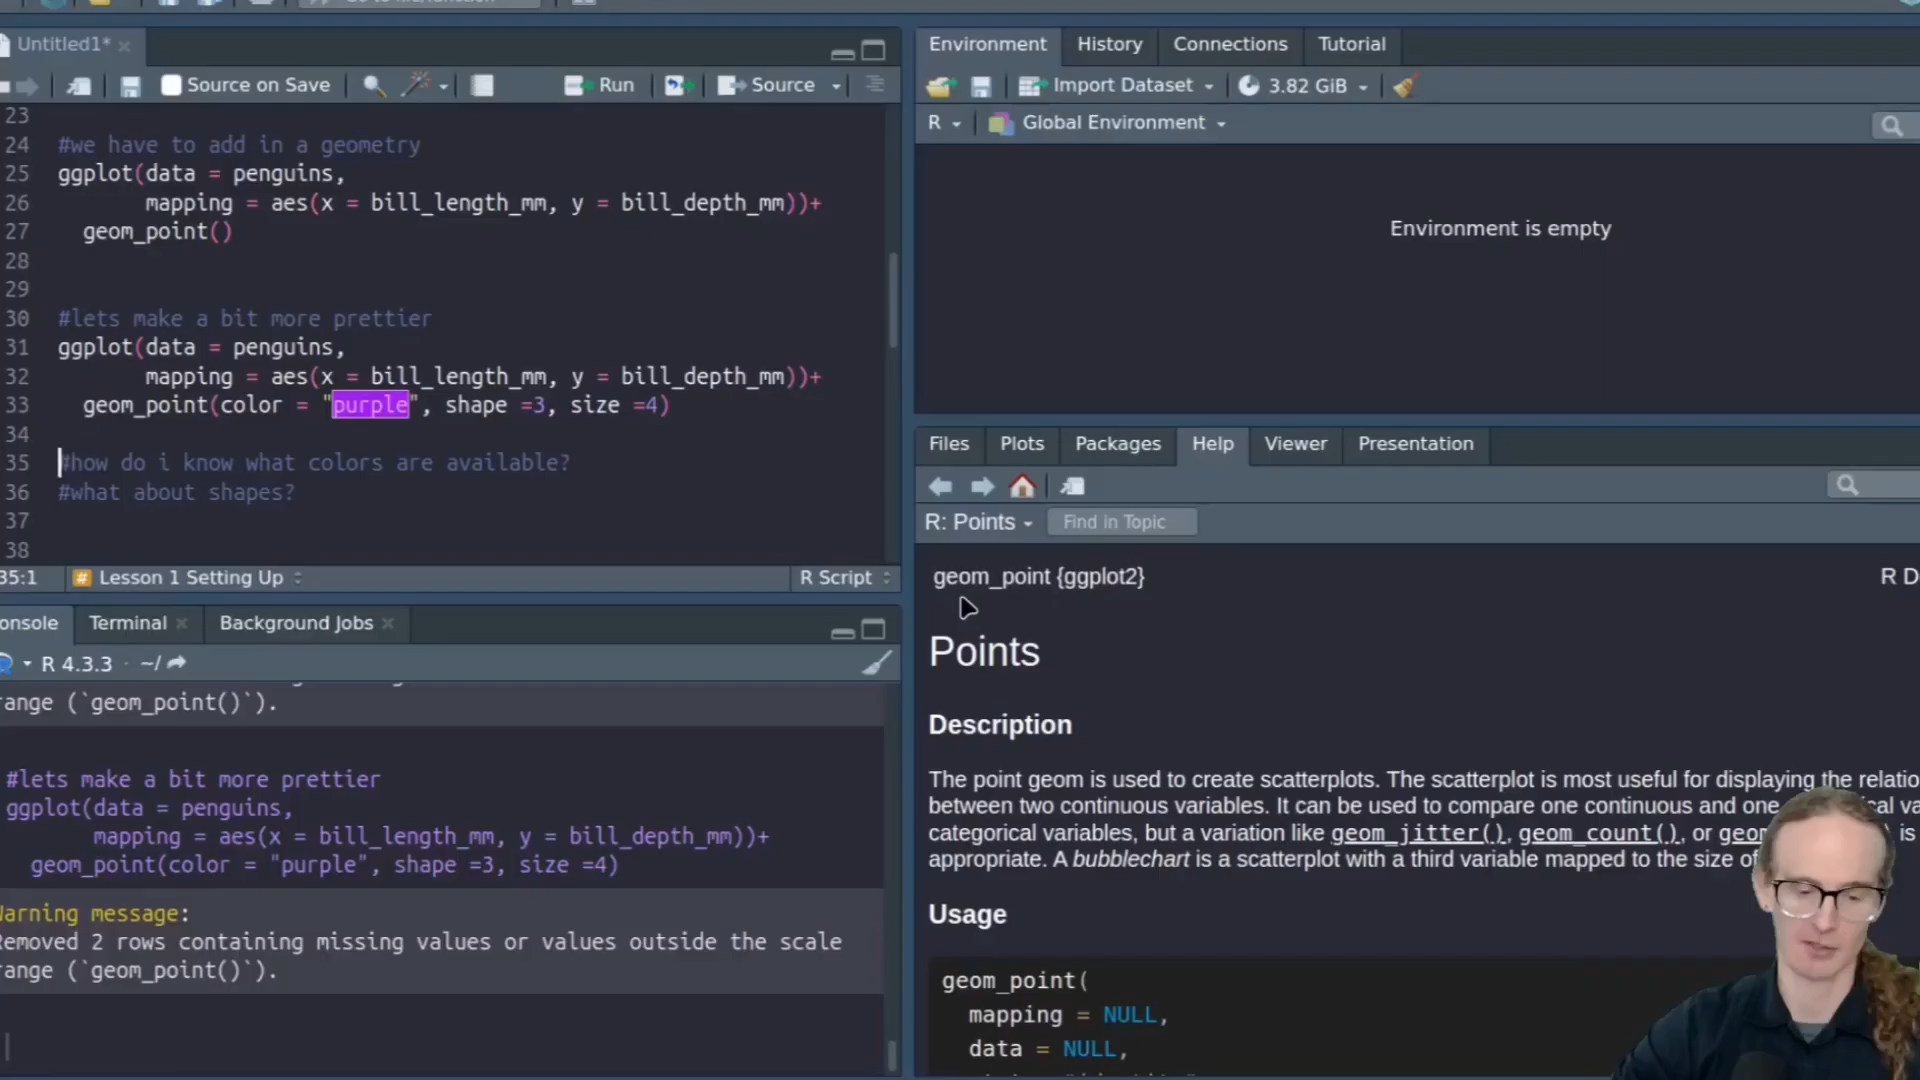 Untitled1*
Source on Save
Run
Source
23
24 #we have to add in a geometry
25 ggplot(data = penguins,
26 mapping = aes(x = bill_length_mm, y = bill_depth_mm))+
27 geom_point()
28
29
30 #lets make a bit more prettier
31 ggplot(data = penguins,
32 mapping = aes(x = bill_length_mm, y = bill_depth_mm))+
33 geom_point(color = "purple", shape =3, size =4)
34
35 #how do i know what colors are available?
36 #what about shapes?
37
38
35:1 # Lesson 1 Setting Up R Script
onsole Terminal Background Jobs
R 4.3.3 · ~/
range (`geom_point()`).
#lets make a bit more prettier
ggplot(data = penguins,
mapping = aes(x = bill_length_mm, y = bill_depth_mm))+
geom_point(color = "purple", shape =3, size =4)
Warning message:
Removed 2 rows containing missing values or values outside the scale
range (`geom_point()`).
Environment History Connections Tutorial
Import Dataset 3.82 GiB
R Global Environment
Environment is empty
Files Plots Packages Help Viewer Presentation
R: Points Find in Topic
geom_point {ggplot2} R D
Points
Description
The point geom is used to create scatterplots. The scatterplot is most useful for displaying the relatio
between two continuous variables. It can be used to compare one continuous and one cal va
categorical variables, but a variation like geom_jitter(), geom_count(), or geo ) is
appropriate. A bubblechart is a scatterplot with a third variable mapped to the size of
Usage
geom_point(
mapping = NULL,
data = NULL,